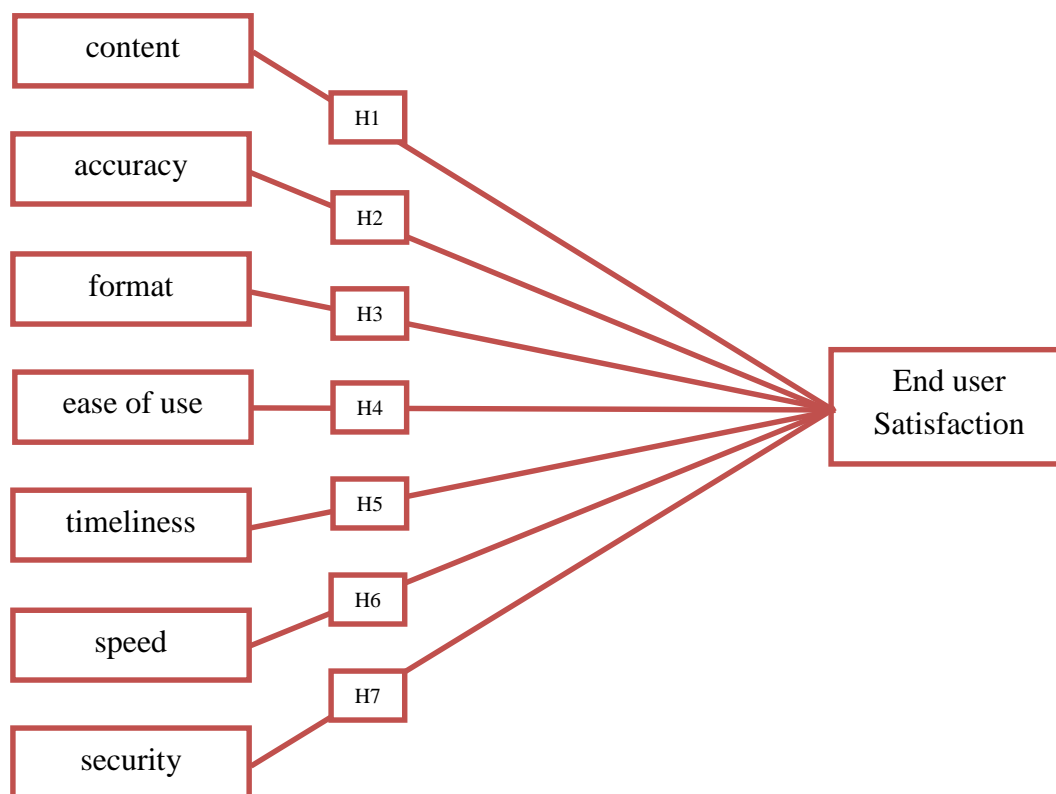 content
H1
accuracy
H2
format
H3
ease of use
H4
End user
Satisfaction
timeliness
H5
speed
H6
security
H7